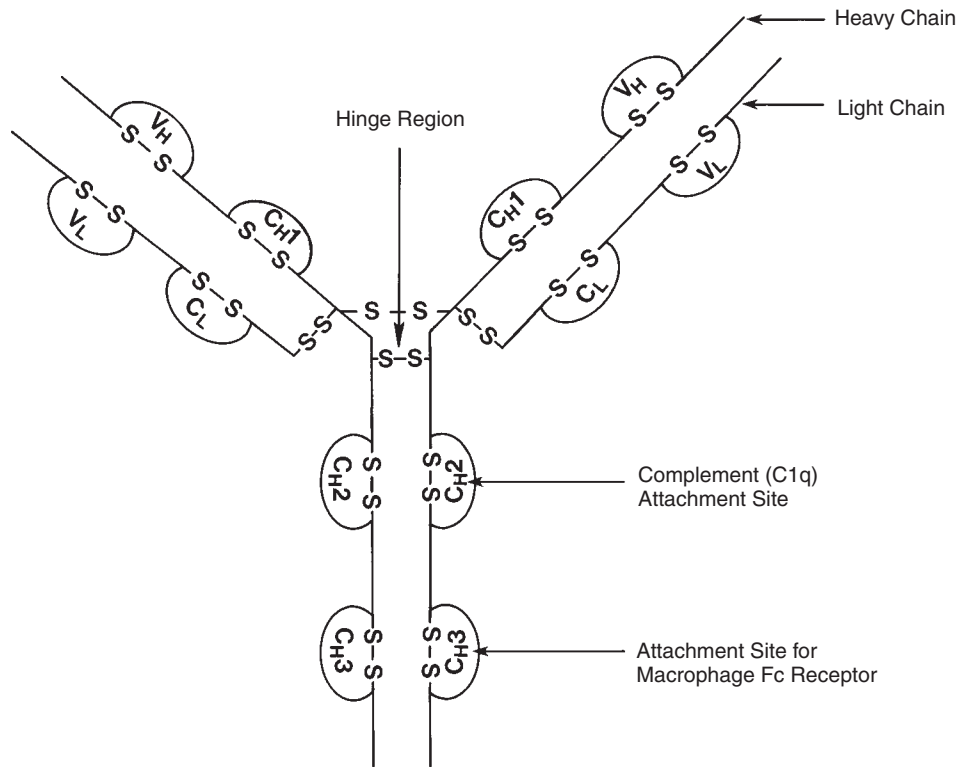 Heavy Chain
Light Chain
Hinge Region
VH
S S
VL
S S
CH1
S S
CL
S S
VH
S S
VL
S S
CH1
S S
CL
S S
S S
S S
S S
S-S
CH2
S S
CH2
S S
Complement (C1q)
Attachment Site
CH3
S S
CH3
S S
Attachment Site for
Macrophage Fc Receptor